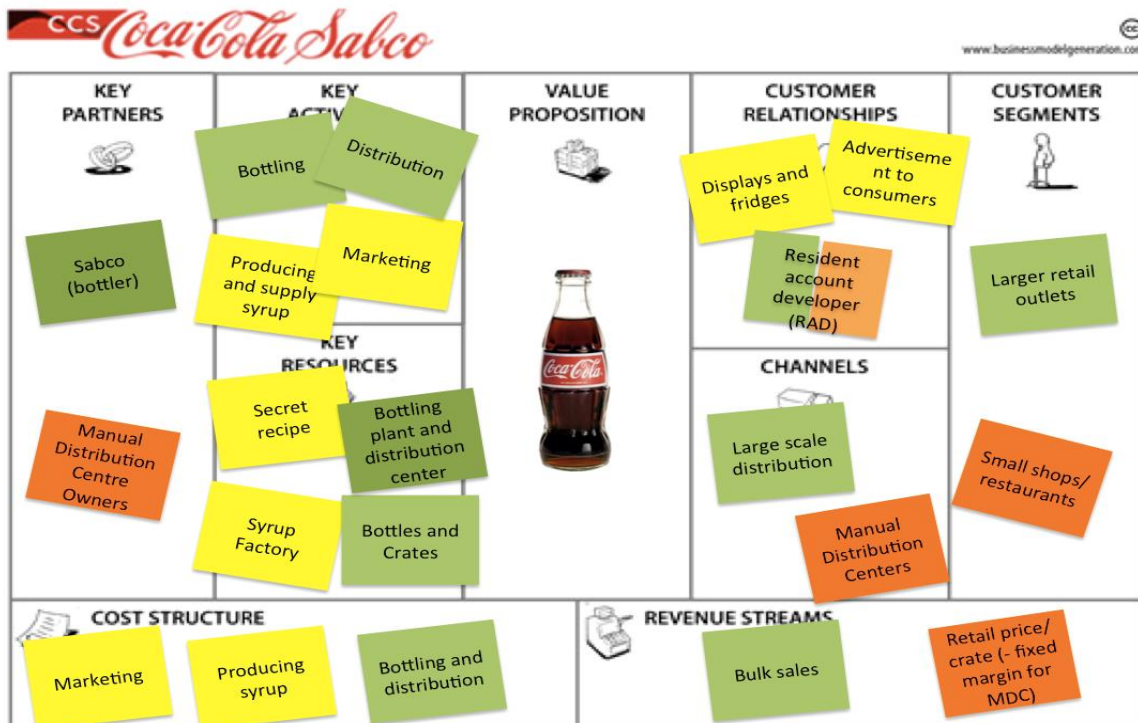 CCS Coca-Cola Sabco
www.businessmodelgeneration.com
KEY
PARTNERS
Sabco
(bottler)
Manual
Distribution
Centre
Owners
KEY
Bottling
Distribution
Producing
and supply
syrup
Marketing
KEY
RESOURCES
Secret
recipe
Bottling
plant and
distribution
center
Syrup
Factory
Bottles and
Crates
VALUE
PROPOSITION
Coca-Cola
CUSTOMER
RELATIONSHIPS
Displays and
fridges
Advertiseme
nt to
consumers
Resident
account
developer
(RAD)
CHANNELS
Large scale
distribution
Manual
Distribution
Centers
CUSTOMER
SEGMENTS
Larger retail
outlets
Small shops/
restaurants
COST STRUCTURE
Marketing
Producing
syrup
Bottling and
distribution
REVENUE STREAMS
Bulk sales
Retail price/
crate (- fixed
margin for
MDC)